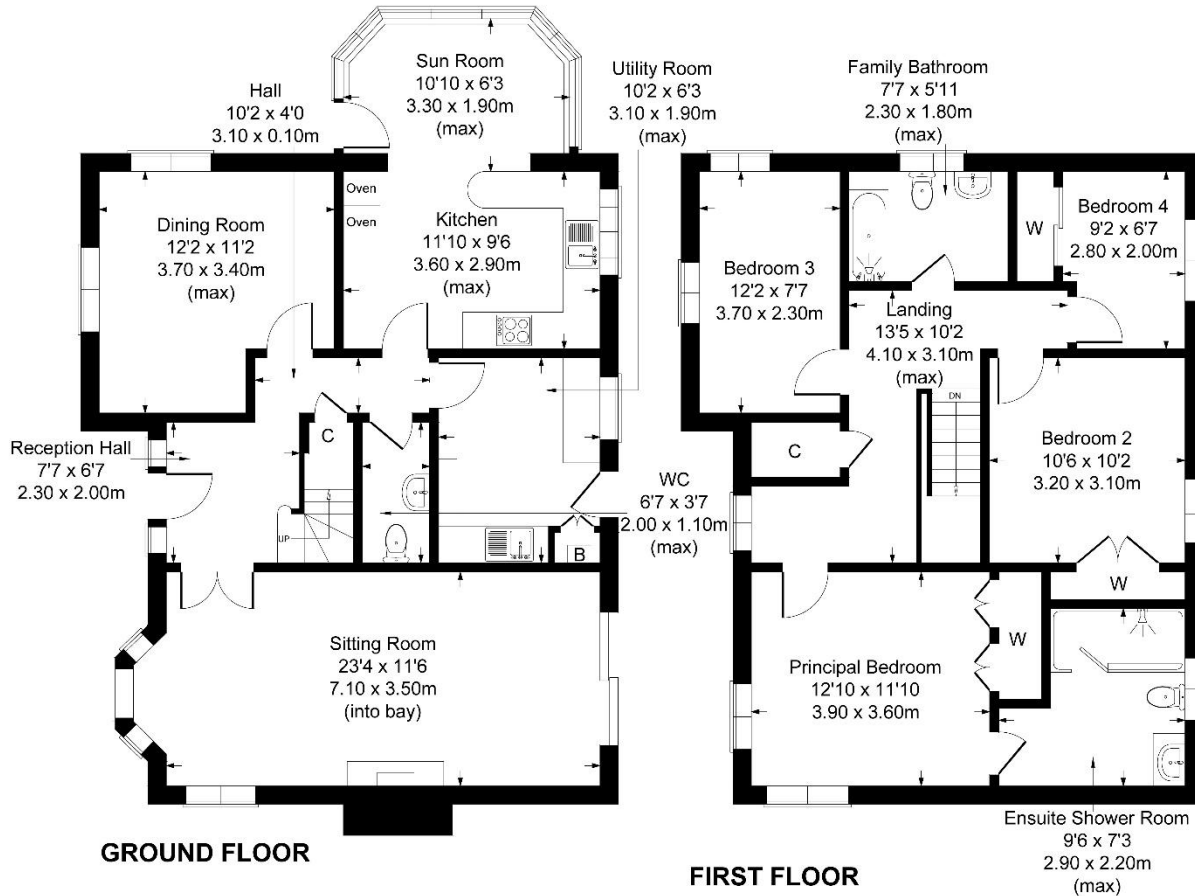 Sun Room
10'10 x 6'3
3.30 x 1.90m
(max)
Hall
10'2 x 4'0
3.10 x 0.10m
Utility Room
10'2 x 6'3
3.10 x 1.90m
(max)
Family Bathroom
7'7 x 5'11
2.30 x 1.80m
(max)
Oven
Oven
Dining Room
12'2 x 11'2
3.70 x 3.40m
(max)
Kitchen
11'10 x 9'6
3.60 x 2.90m
(max)
Bedroom 3
12'2 x 7'7
3.70 x 2.30m
W
Bedroom 4
9'2 x 6'7
2.80 x 2.00m
Landing
13'5 x 10'2
4.10 x 3.10m
(max)
DN
Reception Hall
7'7 x 6'7
2.30 x 2.00m
C
UP
WC
6'7 x 3'7
2.00 x 1.10m
(max)
B
C
Bedroom 2
10'6 x 10'2
3.20 x 3.10m
W
Sitting Room
23'4 x 11'6
7.10 x 3.50m
(into bay)
Principal Bedroom
12'10 x 11'10
3.90 x 3.60m
W
Ensuite Shower Room
9'6 x 7'3
2.90 x 2.20m
(max)
GROUND FLOOR
FIRST FLOOR